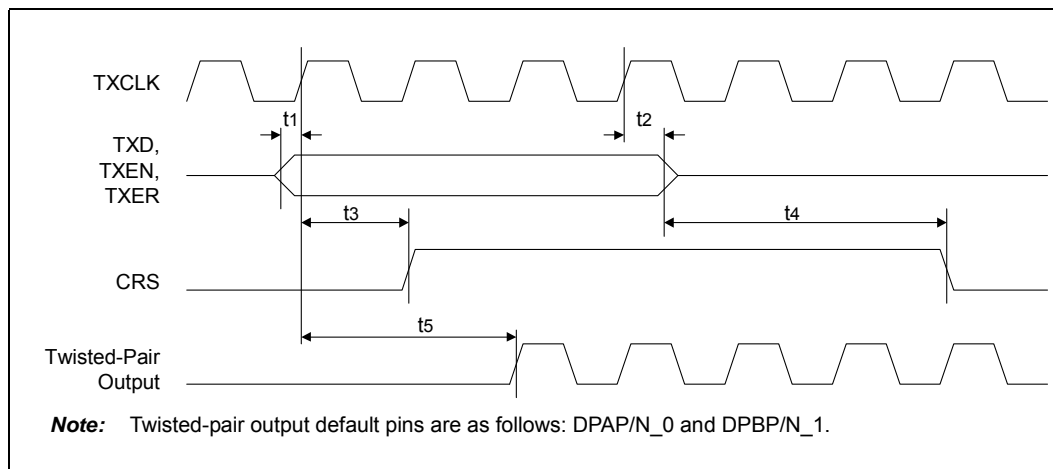 TXCLK
t1
t2
TXD,
TXEN,
TXER
t3
t4
CRS
t5
Twisted-Pair
Output
Note: Twisted-pair output default pins are as follows: DPAP/N_0 and DPBP/N_1.